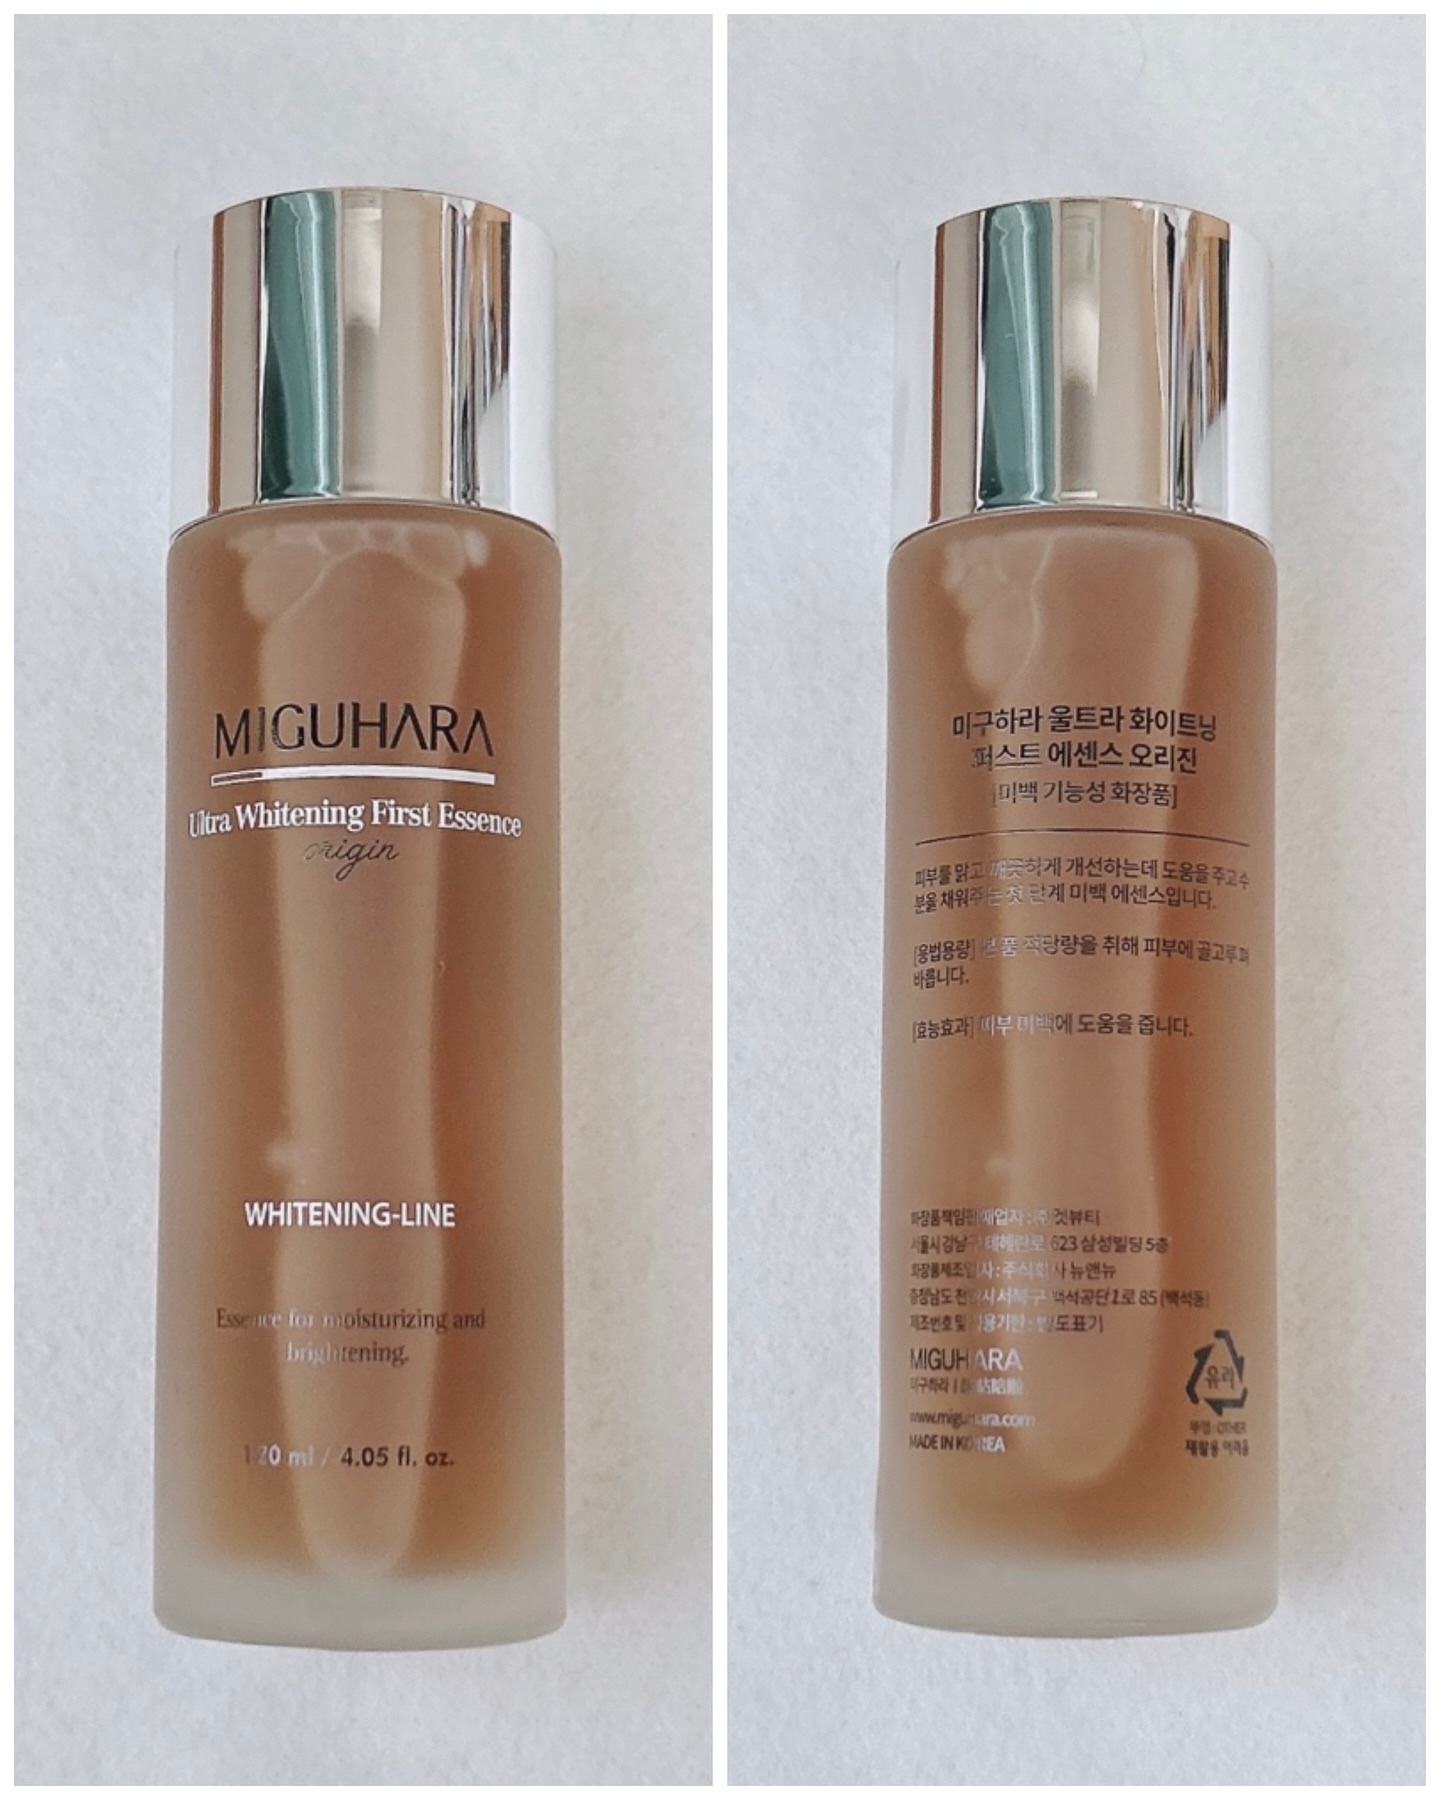 MIGUHARA
Ultra Whitening First Essence
origin
WHITENING-LINE
Essence for moisturizing and
brightening.
120 ml / 4.05 fl. oz.
미구하라 울트라 화이트닝
퍼스트 에센스 오리진
[미백 기능성 화장품]
피부를 맑고 깨끗하게 개선하는데 도움을 주고 수
분을 채워주는 첫 단계 미백 에센스입니다.
[용법용량] 본품 적당량을 취해 피부에 골고루 펴
바릅니다.
[효능효과] 피부 미백에 도움을 줍니다.
화장품책임판매업자 : (주)겟뷰티
서울시 강남구 테헤란로 623 삼성빌딩 5층
화장품제조업자 : 주식회사 뉴앤뉴
충청남도 천안시 서북구 백석공단1로 85 (백석동)
제조번호 및 사용기한 : 별도표기
MIGUHARA
미구하라 |
www.miguhara.com
MADE IN KOREA
유리
뚜껑 : OTHER
재활용 어려움